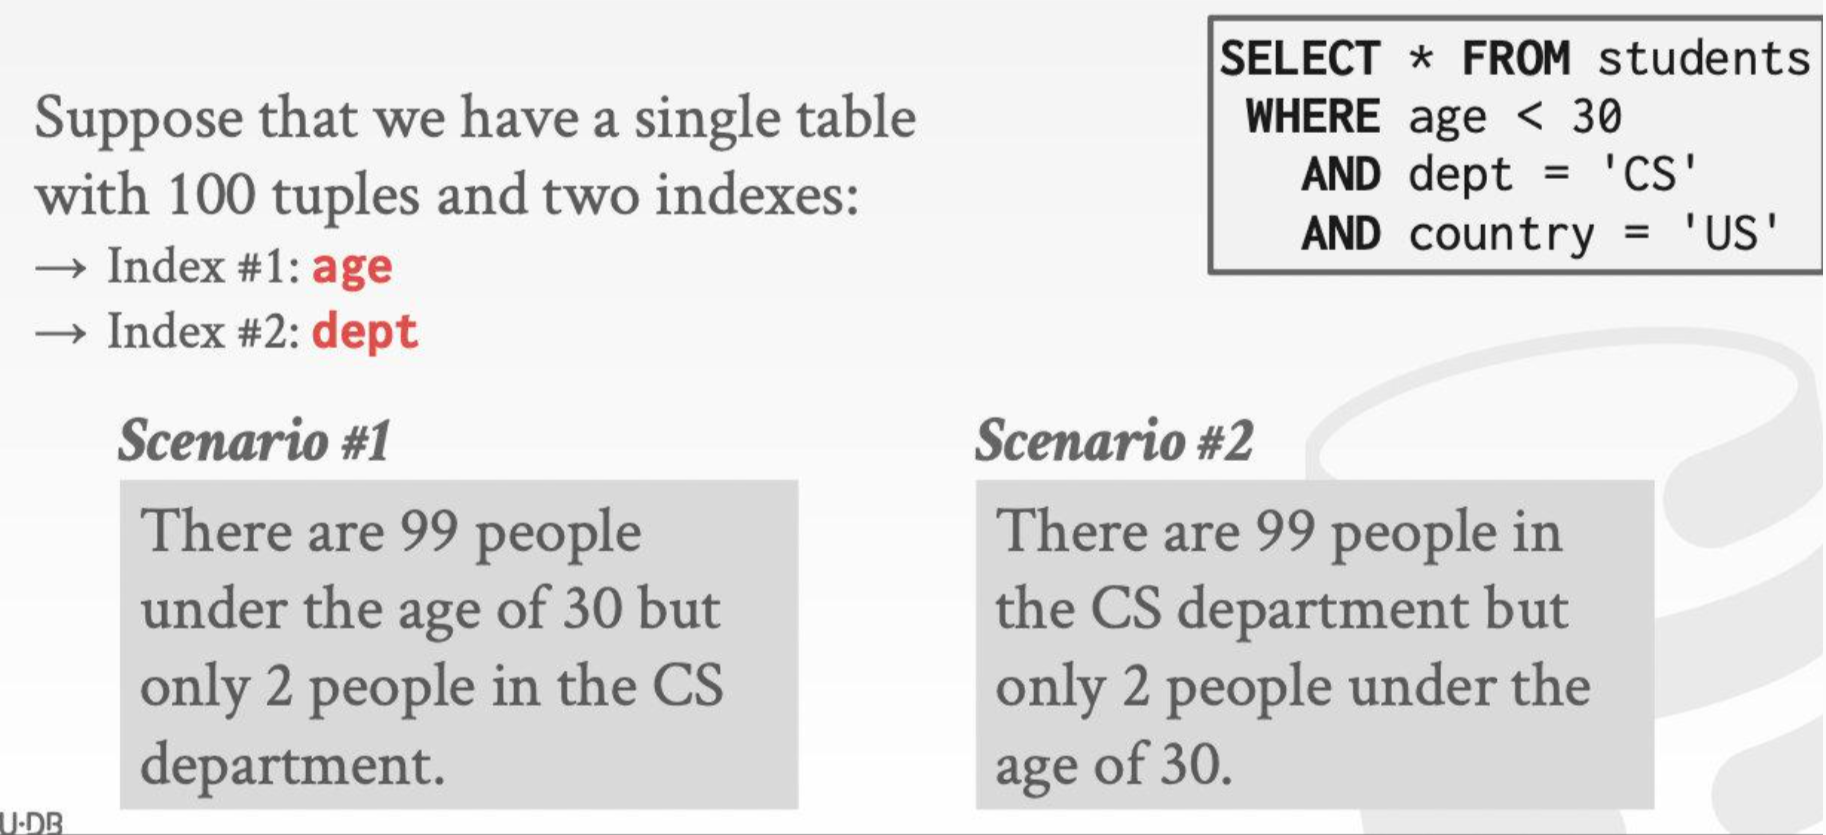 SELECT * FROM students
WHERE age < 30
AND dept = 'CS'
AND country = 'US'
Suppose that we have a single table
with 100 tuples and two indexes:
→ Index #1: age
→ Index #2: dept
Scenario #1
There are 99 people
under the age of 30 but
only 2 people in the CS
department.
Scenario #2
There are 99 people in
the CS department but
only 2 people under the
age of 30.
U·DB